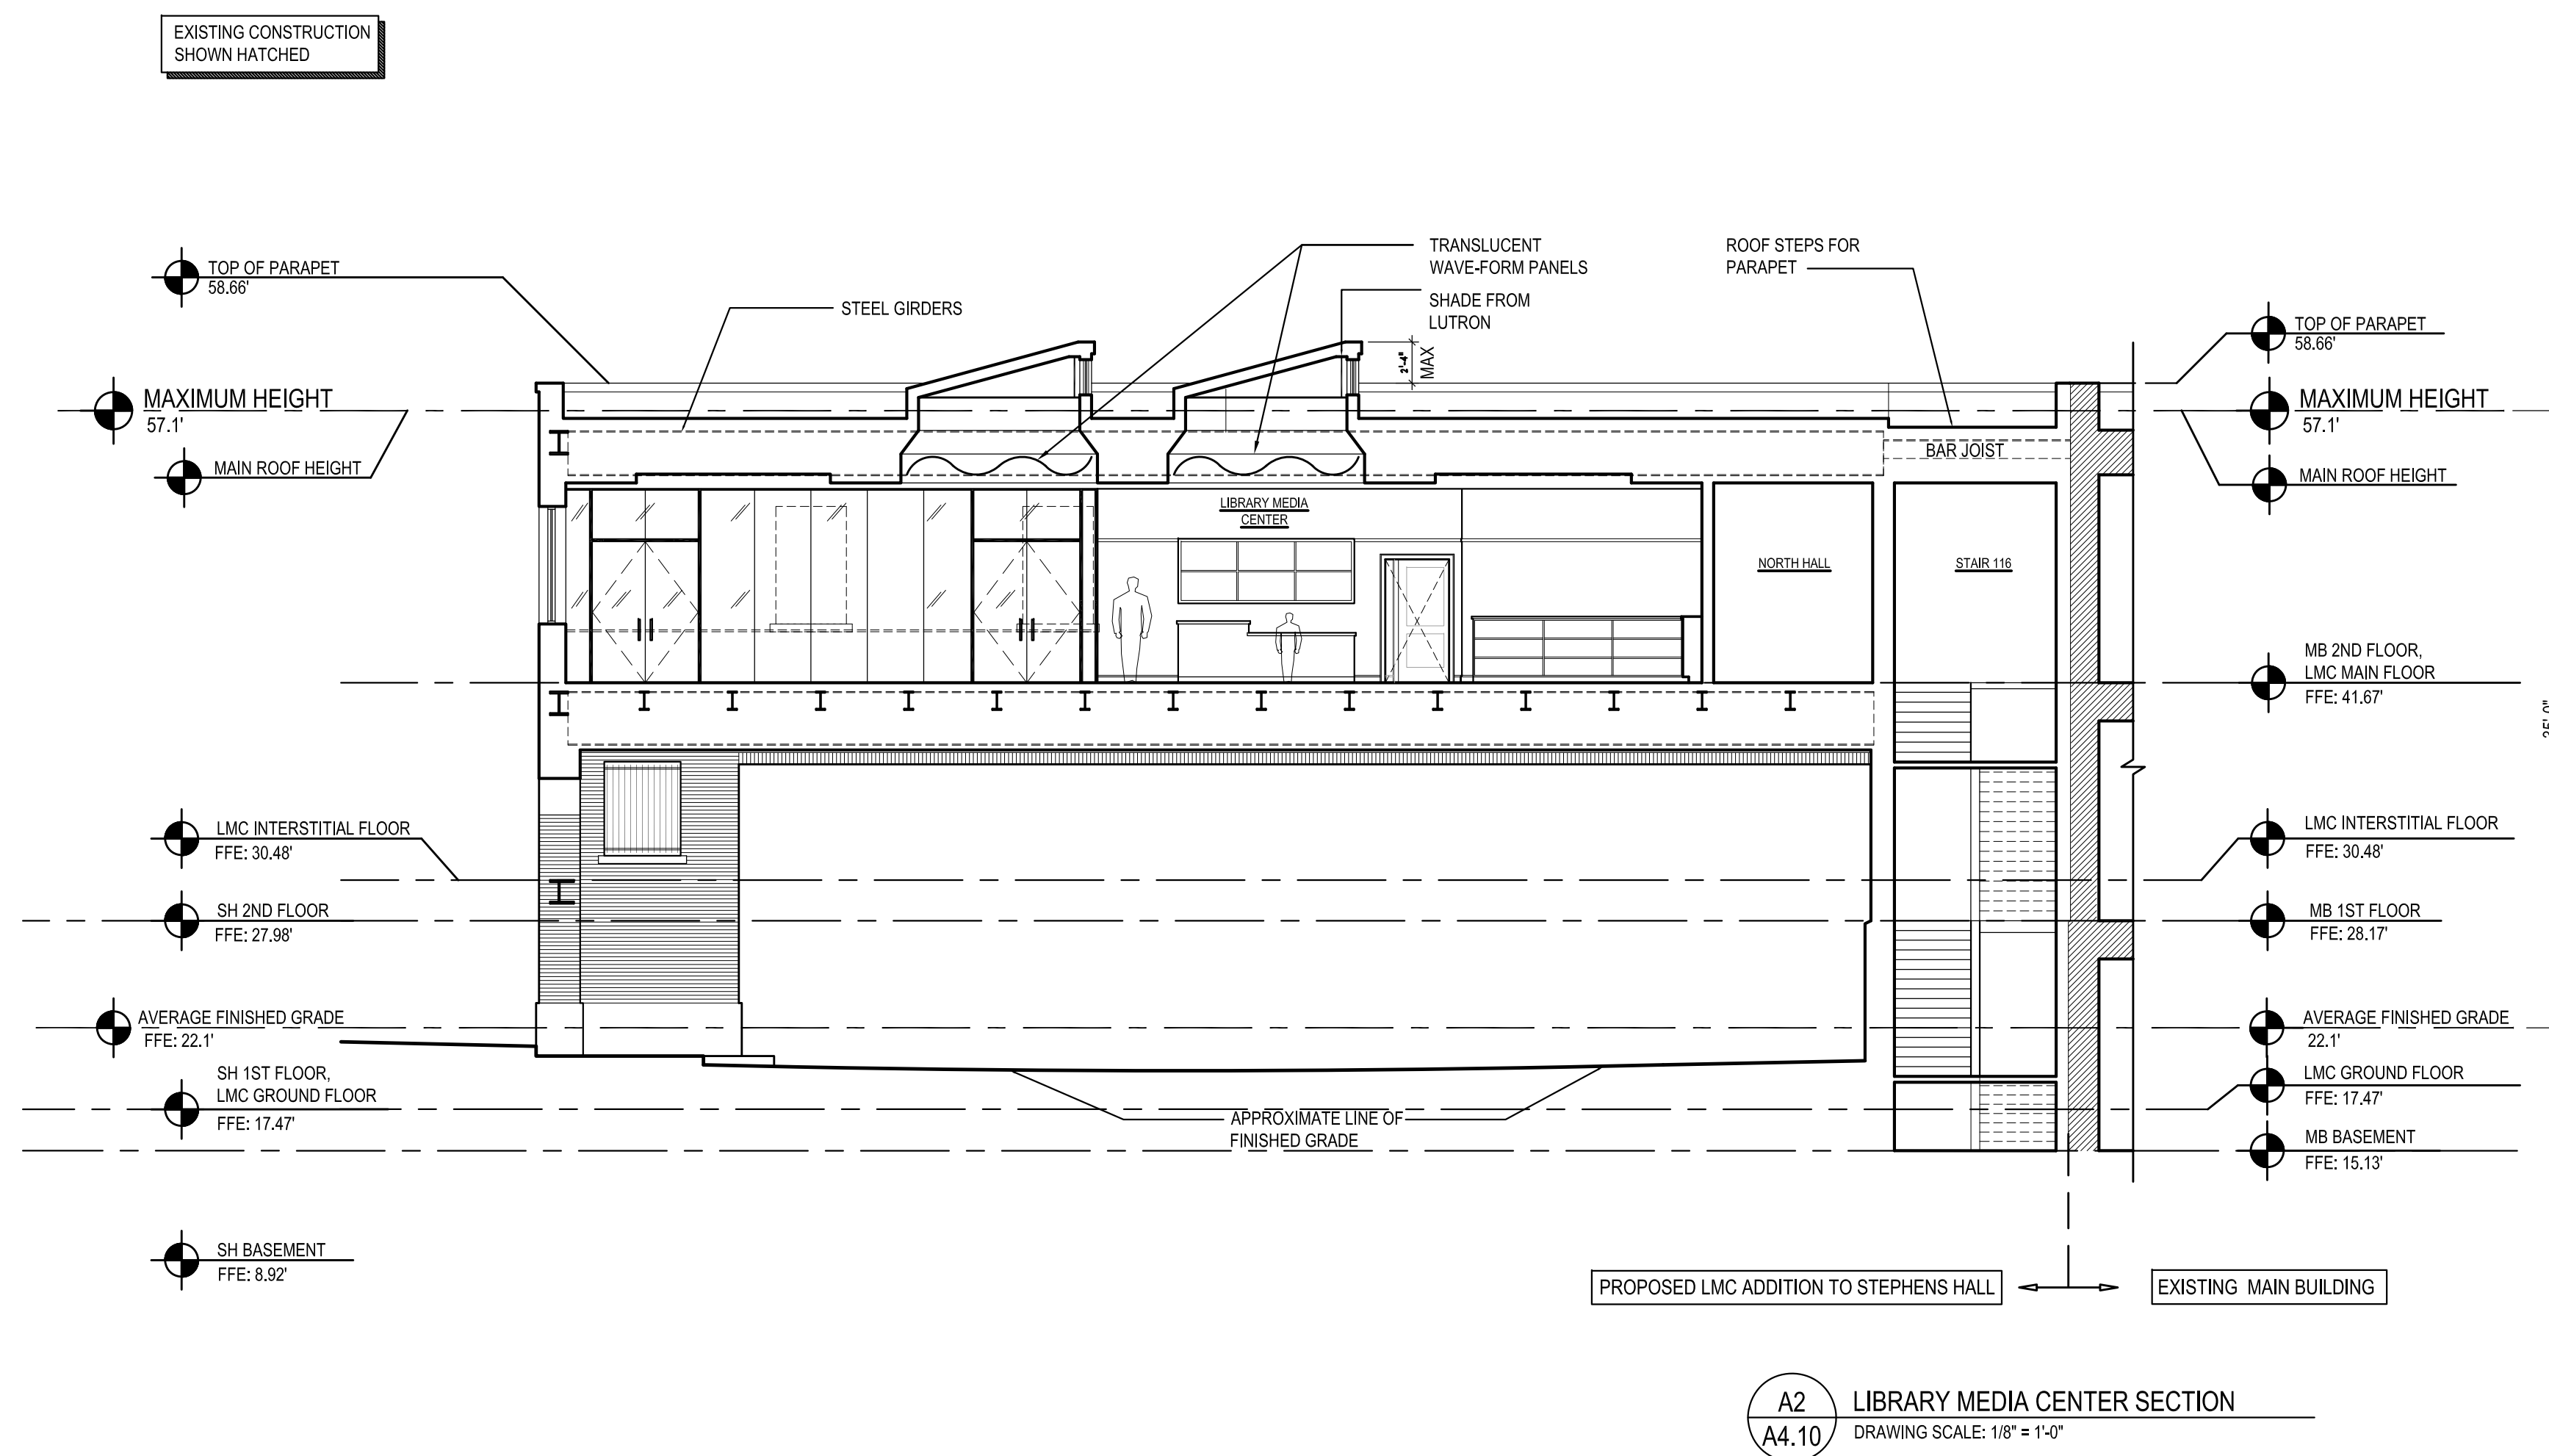 EXISTING CONSTRUCTION
SHOWN HATCHED
TOP OF PARAPET
58.66'
MAXIMUM HEIGHT
57.1'
MAIN ROOF HEIGHT
STEEL GIRDERS
TRANSLUCENT
WAVE-FORM PANELS
SHADE FROM
LUTRON
2'-4"
MAX
ROOF STEPS FOR
PARAPET
TOP OF PARAPET
58.66'
MAXIMUM HEIGHT
57.1'
MAIN ROOF HEIGHT
BAR JOIST
LIBRARY MEDIA
CENTER
NORTH HALL
STAIR 116
MB 2ND FLOOR,
LMC MAIN FLOOR
FFE: 41.67'
35'-0"
LMC INTERSTITIAL FLOOR
FFE: 30.48'
SH 2ND FLOOR
FFE: 27.98'
AVERAGE FINISHED GRADE
FFE: 22.1'
SH 1ST FLOOR,
LMC GROUND FLOOR
FFE: 17.47'
SH BASEMENT
FFE: 8.92'
APPROXIMATE LINE OF
FINISHED GRADE
LMC INTERSTITIAL FLOOR
FFE: 30.48'
MB 1ST FLOOR
FFE: 28.17'
AVERAGE FINISHED GRADE
22.1'
LMC GROUND FLOOR
FFE: 17.47'
MB BASEMENT
FFE: 15.13'
PROPOSED LMC ADDITION TO STEPHENS HALL
EXISTING MAIN BUILDING
A2
A4.10
LIBRARY MEDIA CENTER SECTION
DRAWING SCALE: 1/8" = 1'-0"